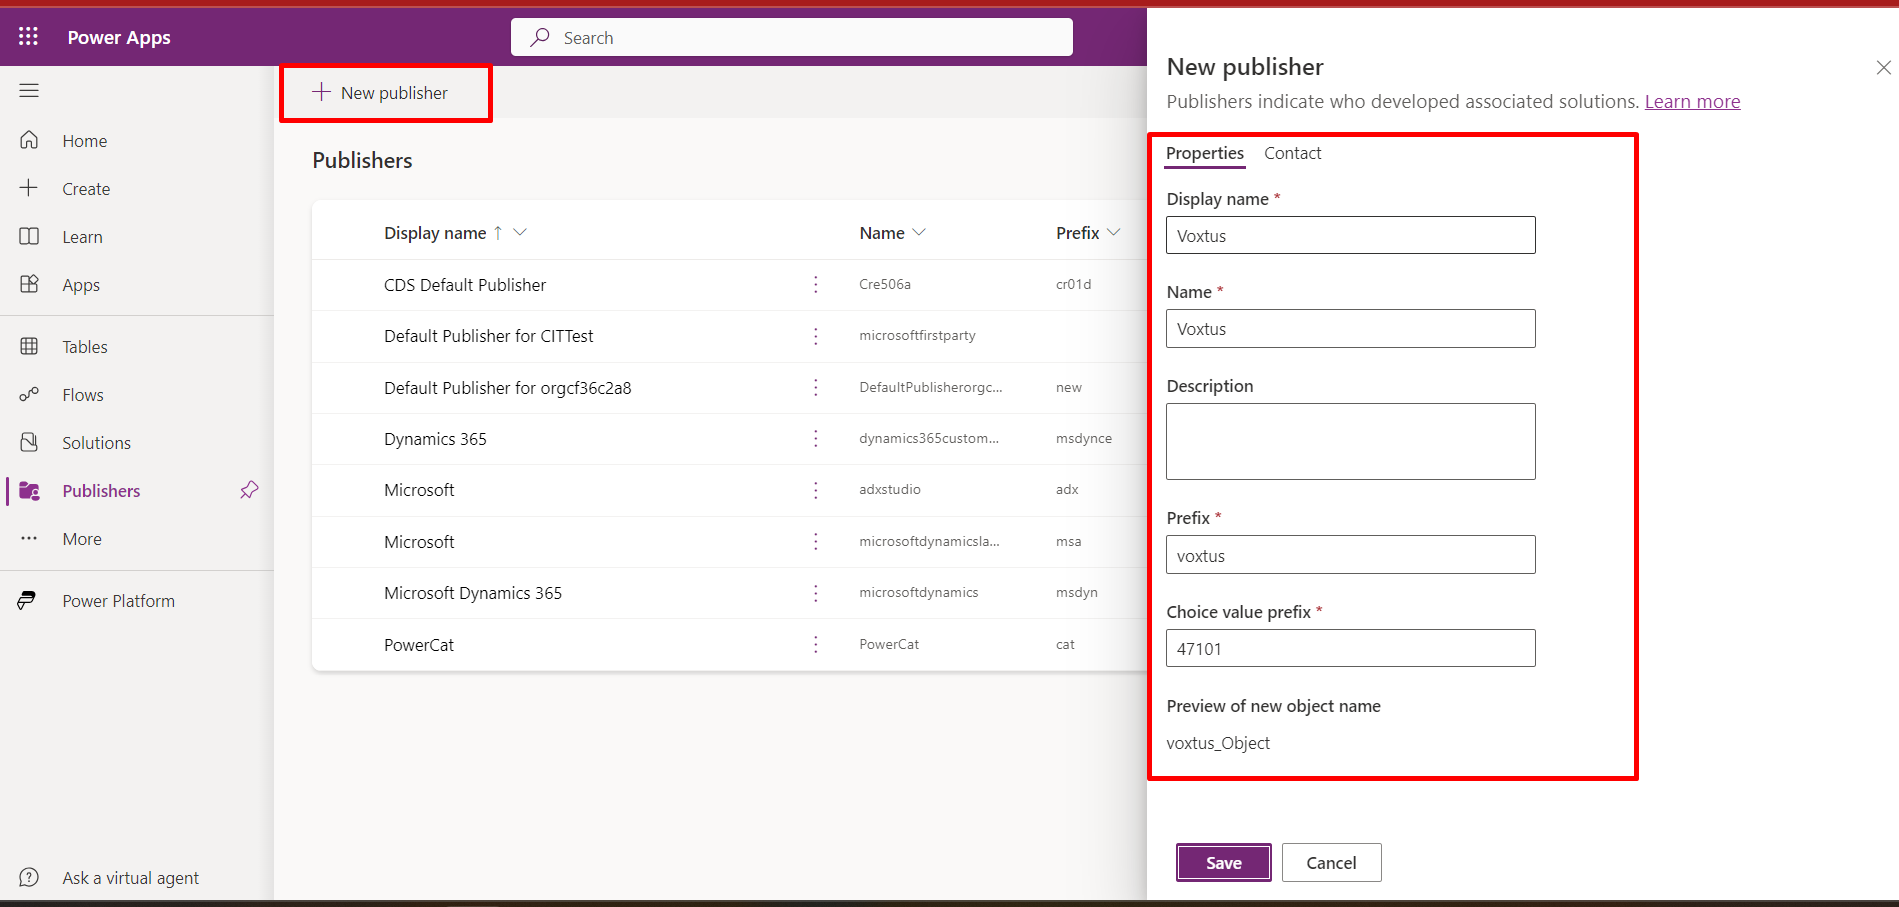 Power Apps
Search
Home
Create
Learn
Apps
Tables
Flows
Solutions
Publishers
More
Power Platform
Ask a virtual agent
New publisher
Publishers
Display name Name Prefix
CDS Default Publisher Cre506a cr01d
Default Publisher for CITTest microsoftfirstparty
Default Publisher for orgcf36c2a8 DefaultPublisherorgc... new
Dynamics 365 dynamics365custom... msdynce
Microsoft adxstudio adx
Microsoft microsoftdynamicsla... msa
Microsoft Dynamics 365 microsoftdynamics msdyn
PowerCat PowerCat cat
New publisher
Publishers indicate who developed associated solutions. Learn more
Properties Contact
Display name *
Voxtus
Name *
Voxtus
Description
Prefix *
voxtus
Choice value prefix *
47101
Preview of new object name
voxtus_Object
Save Cancel